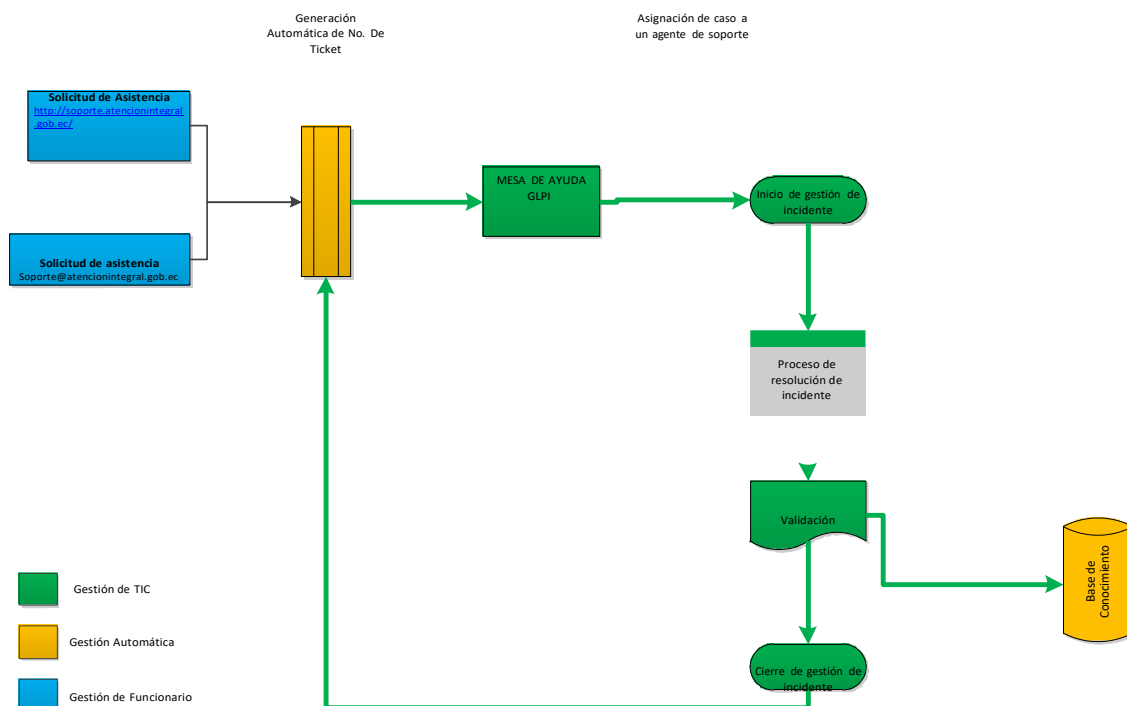 Generación
Automática de No. De
Ticket
Asignación de caso a
un agente de soporte
Solicitud de Asistencia
http://soporte.atencionintegral
.gob.ec/
MESA DE AYUDA
GLPI
Inicio de gestión de
incidente
Solicitud de asistencia
Soporte@atencionintegral.gob.ec
Proceso de
resolución de
incidente
Validación
Base de
Conocimiento
Gestión de TIC
Gestión Automática
Cierre de gestión de
incidente
Gestión de Funcionario